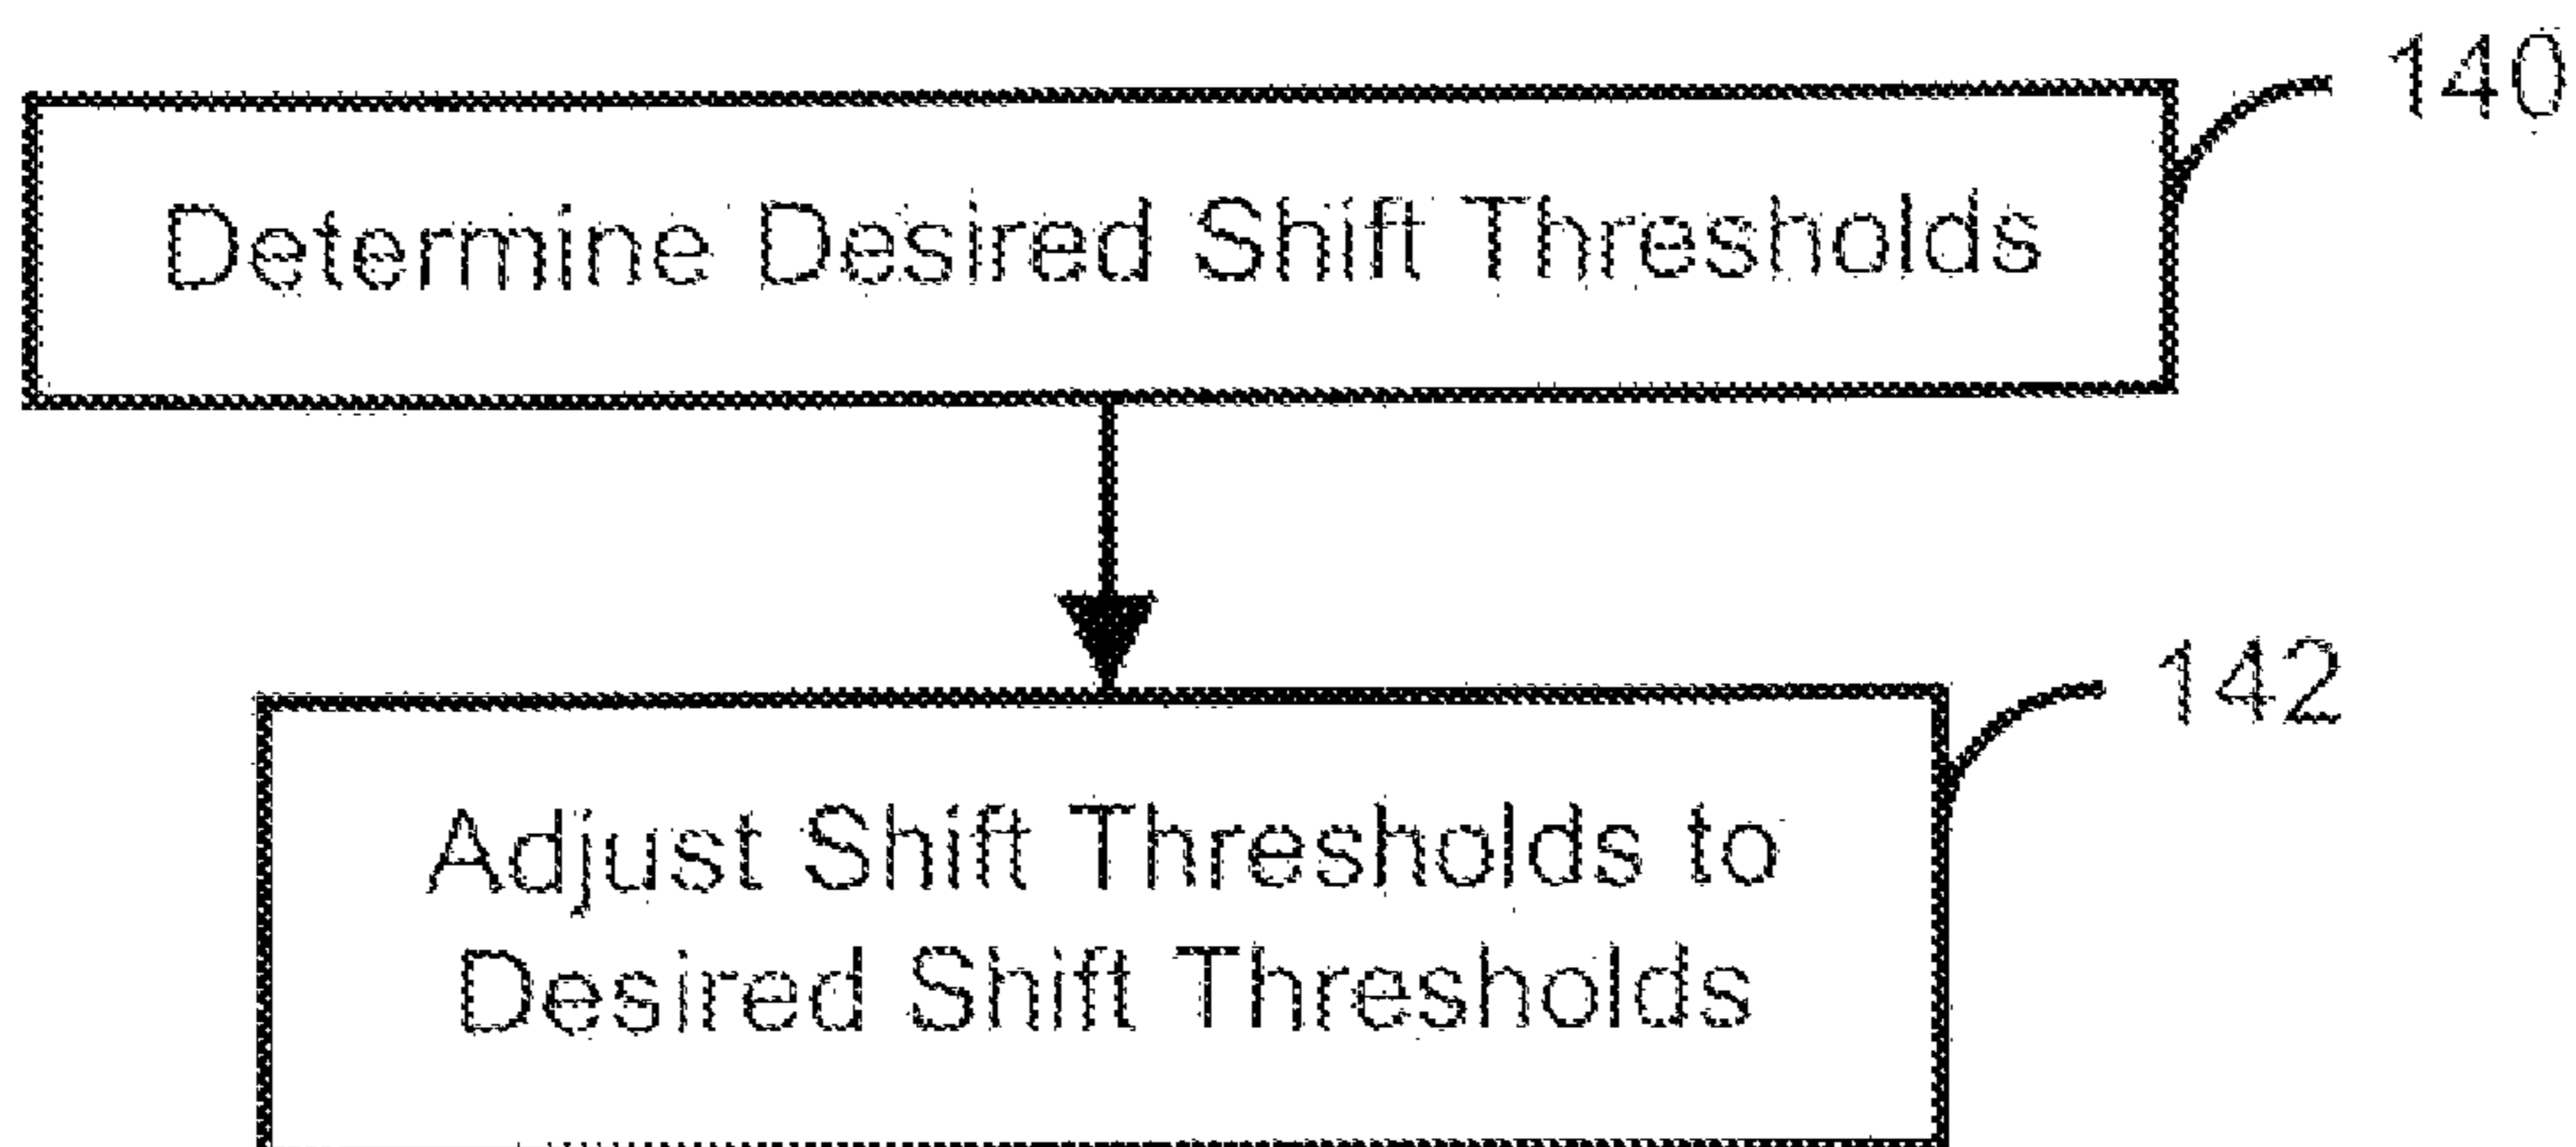 140
Determine Desired Shift Thresholds
142
Adjust Shift Thresholds to
Desired Shift Thresholds